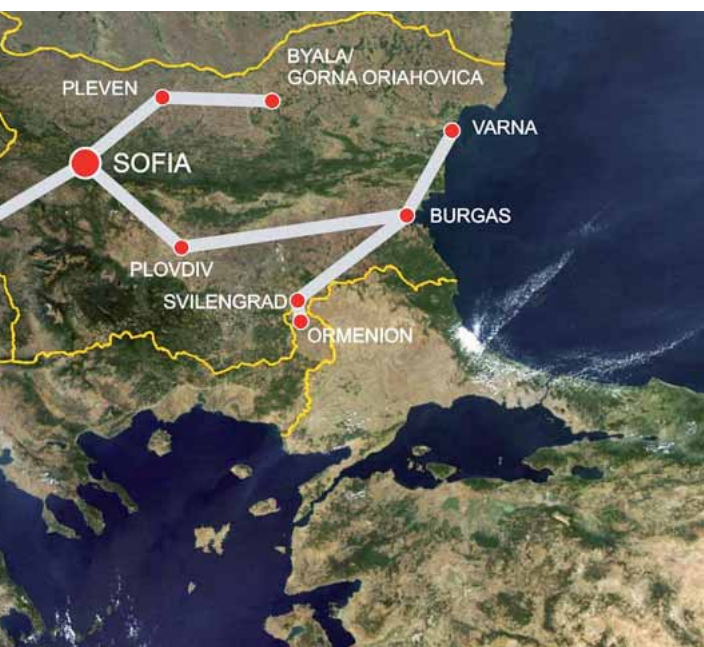 BYALA/
GORNA ORIAHOVICA
PLEVEN
VARNA
SOFIA
BURGAS
PLOVDIV
SVILENGRAD
ORMENION